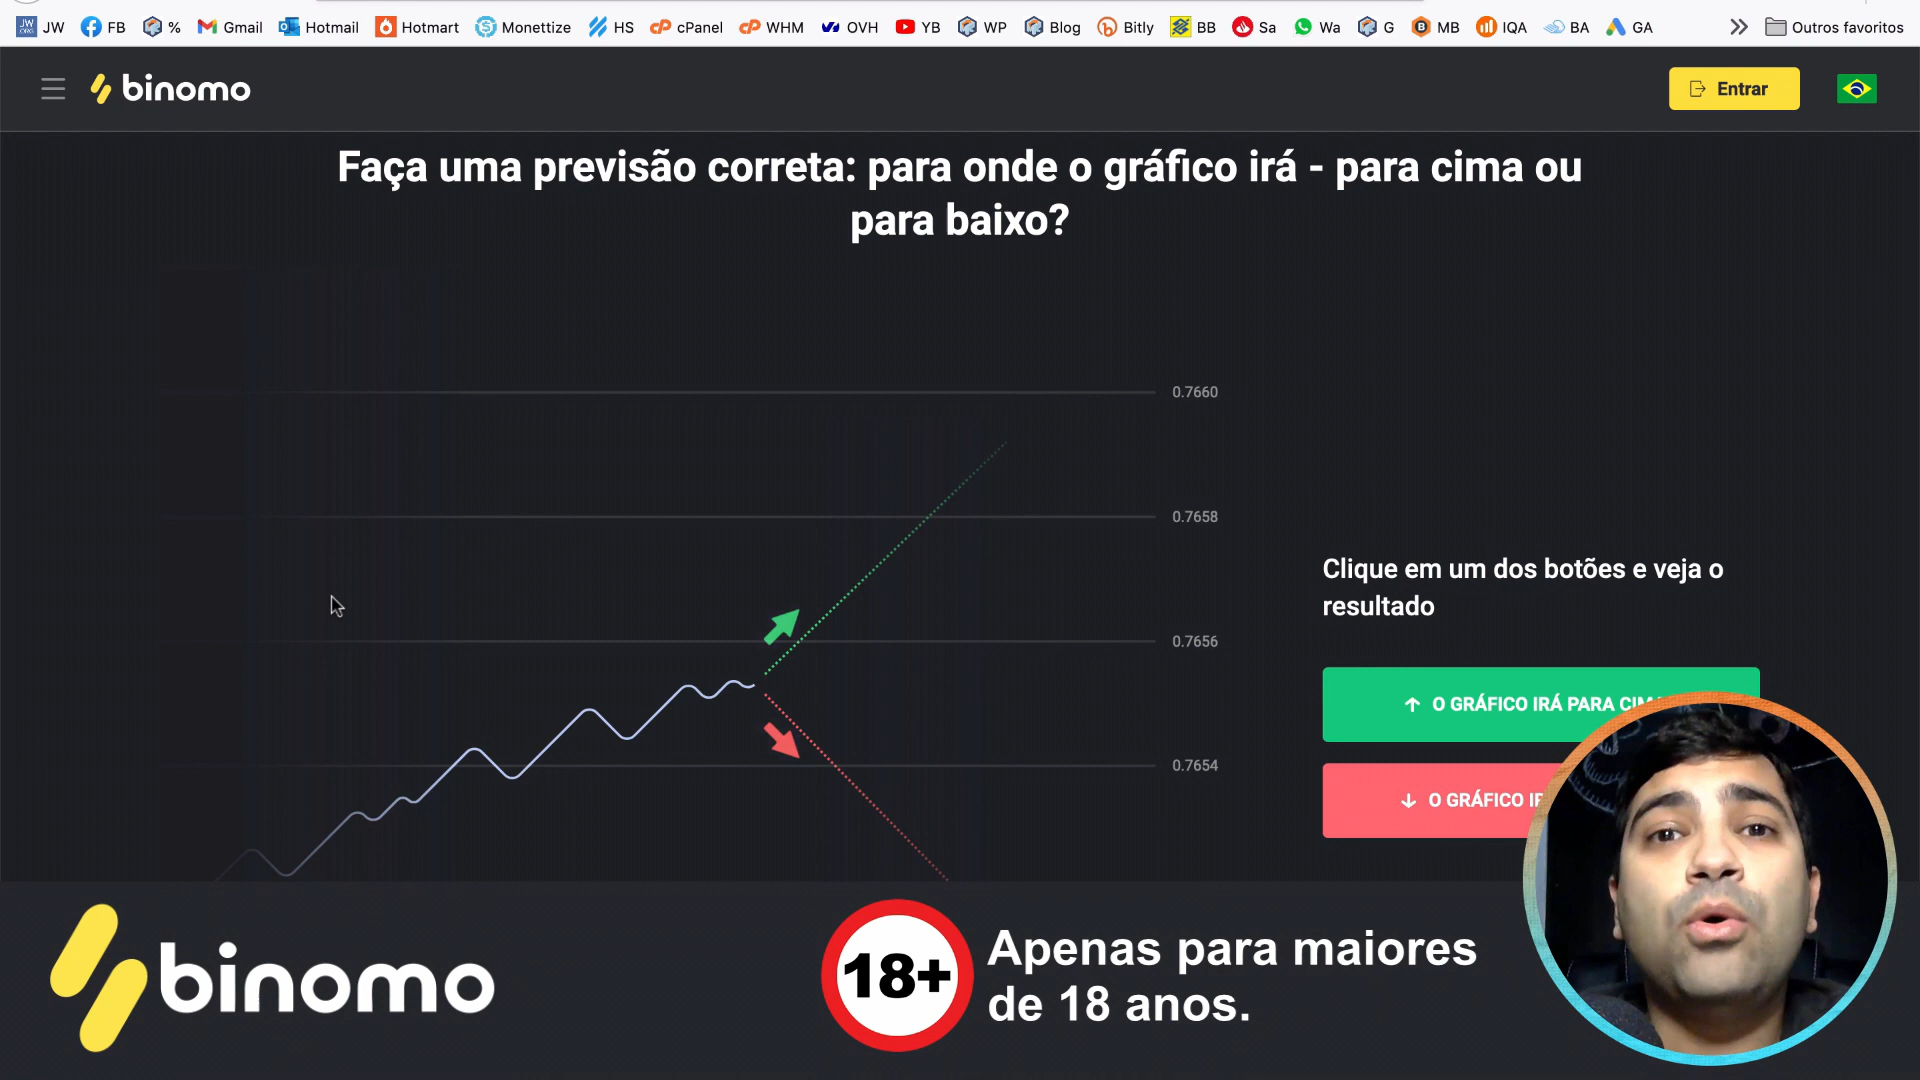 JW FB % Gmail Hotmail Hotmart Monettize HS cPanel WHM OVH YB WP Blog Bitly BB Sa Wa G MB IQA BA GA Outros favoritos
binomo
Entrar
Faça uma previsão correta: para onde o gráfico irá - para cima ou
para baixo?
0.7660
0.7658
0.7656
0.7654
Clique em um dos botões e veja o
resultado
O GRÁFICO IRÁ PARA
O GRÁFICO
binomo
18+
Apenas para maiores
de 18 anos.